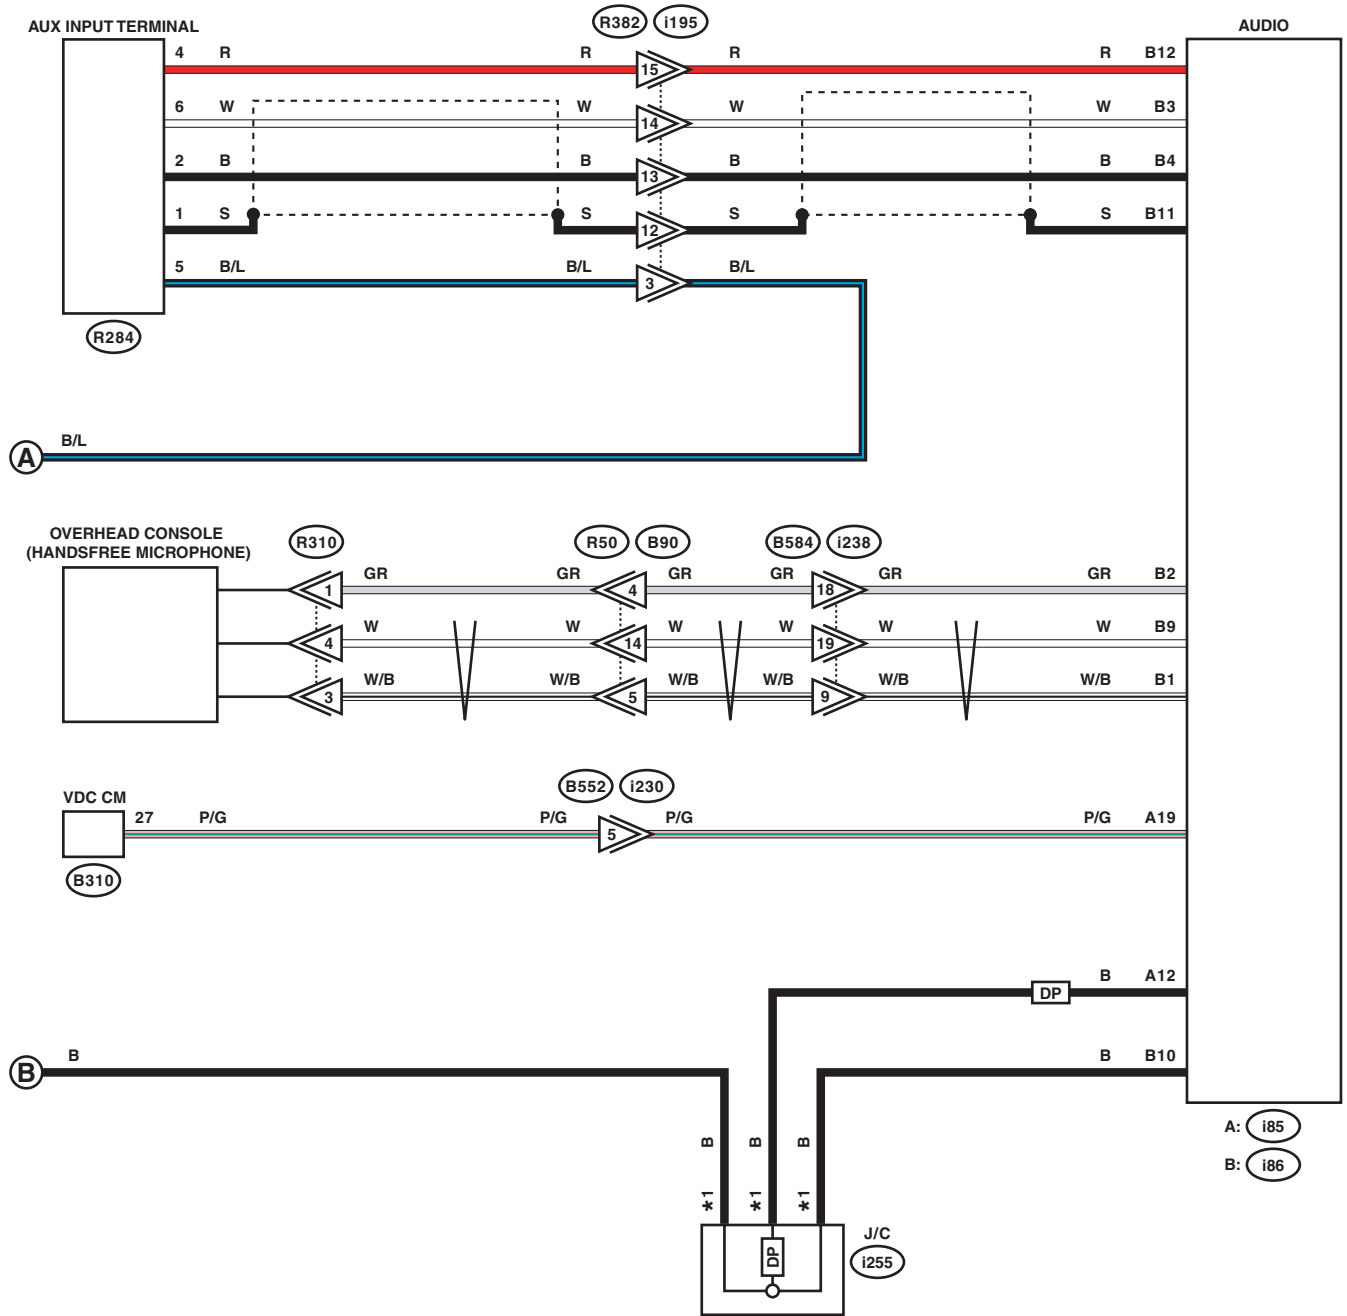 R382 i195
AUX INPUT TERMINAL
AUDIO
4 R R 15 R R B12
6 W W 14 W W B3
2 B B 13 B B B4
1 S S 12 S S B11
5 B/L B/L 3 B/L
R284
A B/L
OVERHEAD CONSOLE
(HANDSFREE MICROPHONE)
R310 R50 B90 B584 i238
1 GR GR 4 GR GR 18 GR GR B2
4 W W 14 W W 19 W W B9
3 W/B W/B 5 W/B W/B 9 W/B W/B B1
B552 i230
VDC CM
27 P/G P/G 5 P/G P/G A19
B310
DP B A12
B B B B10
A: i85
B: i86
B B B
*1 *1 *1
J/C
DP i255